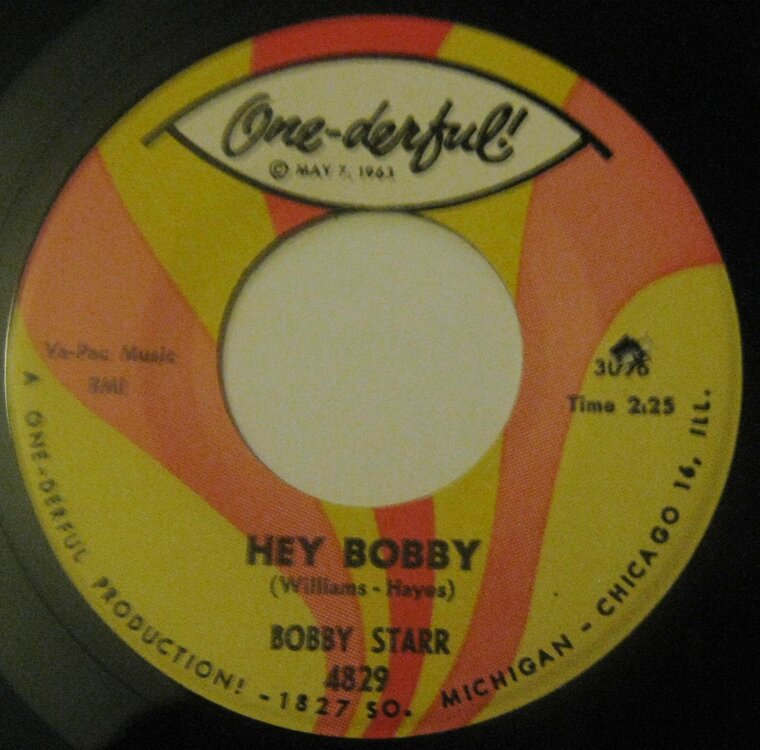 One-derful!
© MAY 7, 1963
Va-Pac Music
BMI
Time 2:25
HEY BOBBY
(Williams - Hayes)
BOBBY STARR
4829
A ONE-DERFUL PRODUCTION! - 1827 SO. MICHIGAN - CHICAGO 16, ILL.